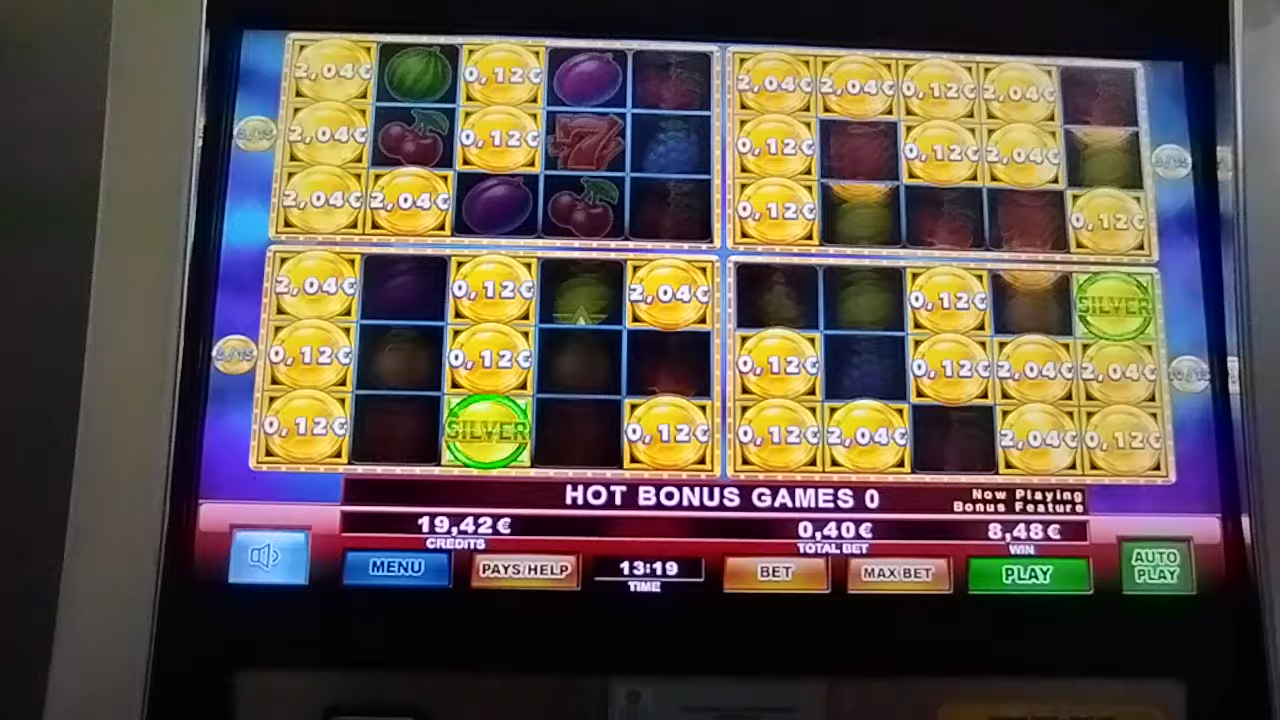 2,04€ 0,12€
2,04€ 0,12€ 7
2,04€ 2,04€
2,04€ 2,04€ 0,12€ 2,04€
0,12€ 0,12€ 2,04€
0,12€ 0,12€
2,04€ 0,12€ 2,04€
0,12€ 0,12€
0,12€ SILVER 0,12€
0,12€ SILVER
0,12€ 0,12€ 2,04€ 2,04€
0,12€ 2,04€ 2,04€ 0,12€
HOT BONUS GAMES 0
Now Playing
Bonus Feature
19,42€
CREDITS
0,40€
TOTAL BET
8,48€
WIN
MENU
PAYS/HELP
13:19
TIME
BET
MAX BET
PLAY
AUTO
PLAY